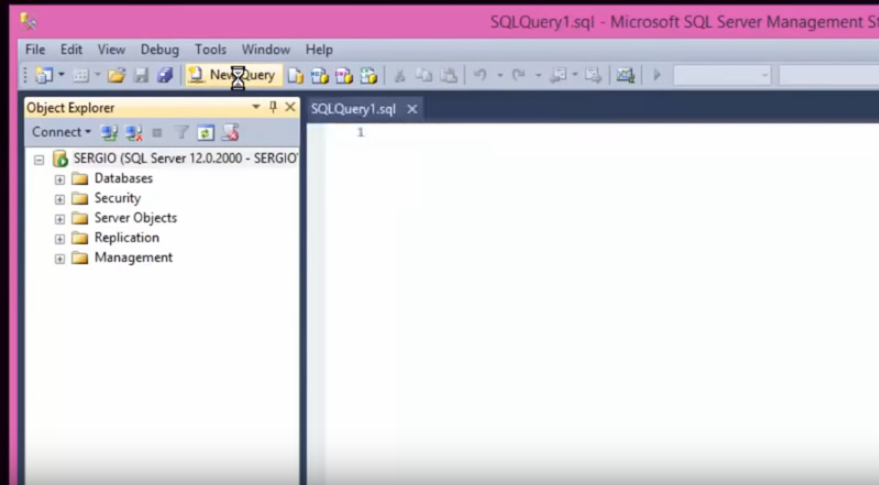 SQLQuery1.sql - Microsoft SQL Server Management
File Edit View Debug Tools Window Help
New Query
Object Explorer
SQLQuery1.sql
1
Connect
SERGIO (SQL Server 12.0.2000 - SERGIO
Databases
Security
Server Objects
Replication
Management